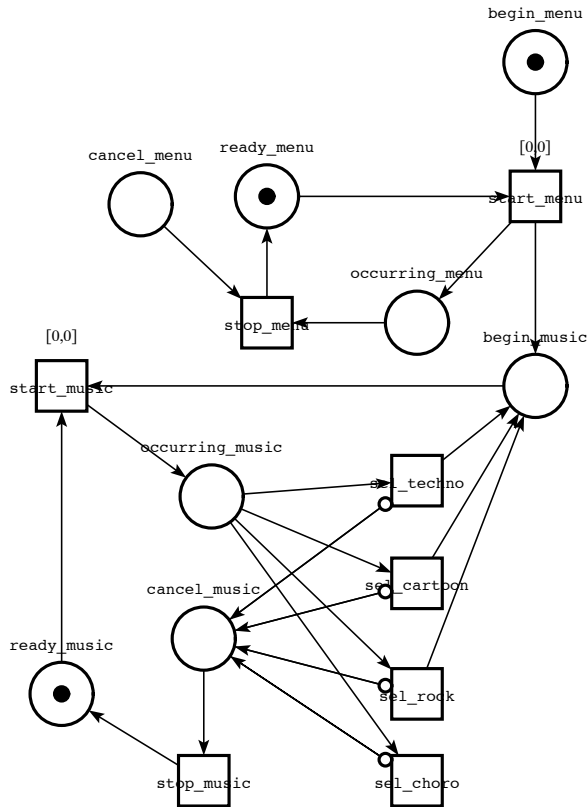 begin_menu
[0,0]
ready_menu
cancel_menu
start_menu
occurring_menu
stop_menu
begin_music
[0,0]
start_music
occurring_music
sel_techno
sel_cartoon
cancel_music
ready_music
sel_rook
stop_music
sel_choro